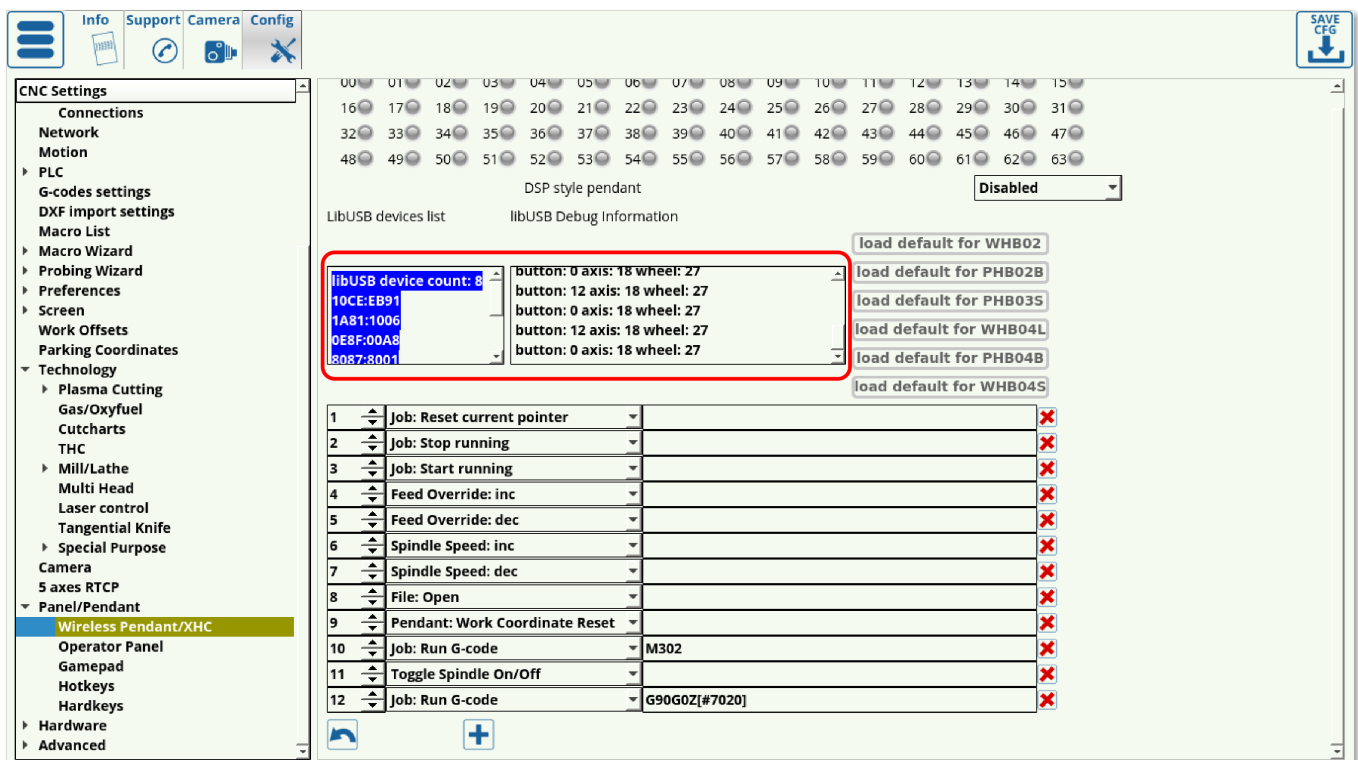 Info Support Camera Config
SAVE
CFG
CNC Settings
Connections
Network
Motion
PLC
G-codes settings
DXF import settings
Macro List
Macro Wizard
Probing Wizard
Preferences
Screen
Work Offsets
Parking Coordinates
Technology
Plasma Cutting
Gas/Oxyfuel
Cutcharts
THC
Mill/Lathe
Multi Head
Laser control
Tangential Knife
Special Purpose
Camera
5 axes RTCP
Panel/Pendant
Wireless Pendant/XHC
Operator Panel
Gamepad
Hotkeys
Hardkeys
Hardware
Advanced
00 01 02 03 04 05 06 07 08 09 10 11 12 13 14 15
16 17 18 19 20 21 22 23 24 25 26 27 28 29 30 31
32 33 34 35 36 37 38 39 40 41 42 43 44 45 46 47
48 49 50 51 52 53 54 55 56 57 58 59 60 61 62 63
DSP style pendant Disabled
LibUSB devices list libUSB Debug Information
libUSB device count: 8
10CE:EB91
1A81:1006
0E8F:00A8
8087:8001
button: 0 axis: 18 wheel: 27
button: 12 axis: 18 wheel: 27
button: 0 axis: 18 wheel: 27
button: 12 axis: 18 wheel: 27
button: 0 axis: 18 wheel: 27
load default for WHB02
load default for PHB02B
load default for PHB03S
load default for WHB04L
load default for PHB04B
load default for WHB04S
1 Job: Reset current pointer
2 Job: Stop running
3 Job: Start running
4 Feed Override: inc
5 Feed Override: dec
6 Spindle Speed: inc
7 Spindle Speed: dec
8 File: Open
9 Pendant: Work Coordinate Reset
10 Job: Run G-code M302
11 Toggle Spindle On/Off
12 Job: Run G-code G90G0Z[#7020]